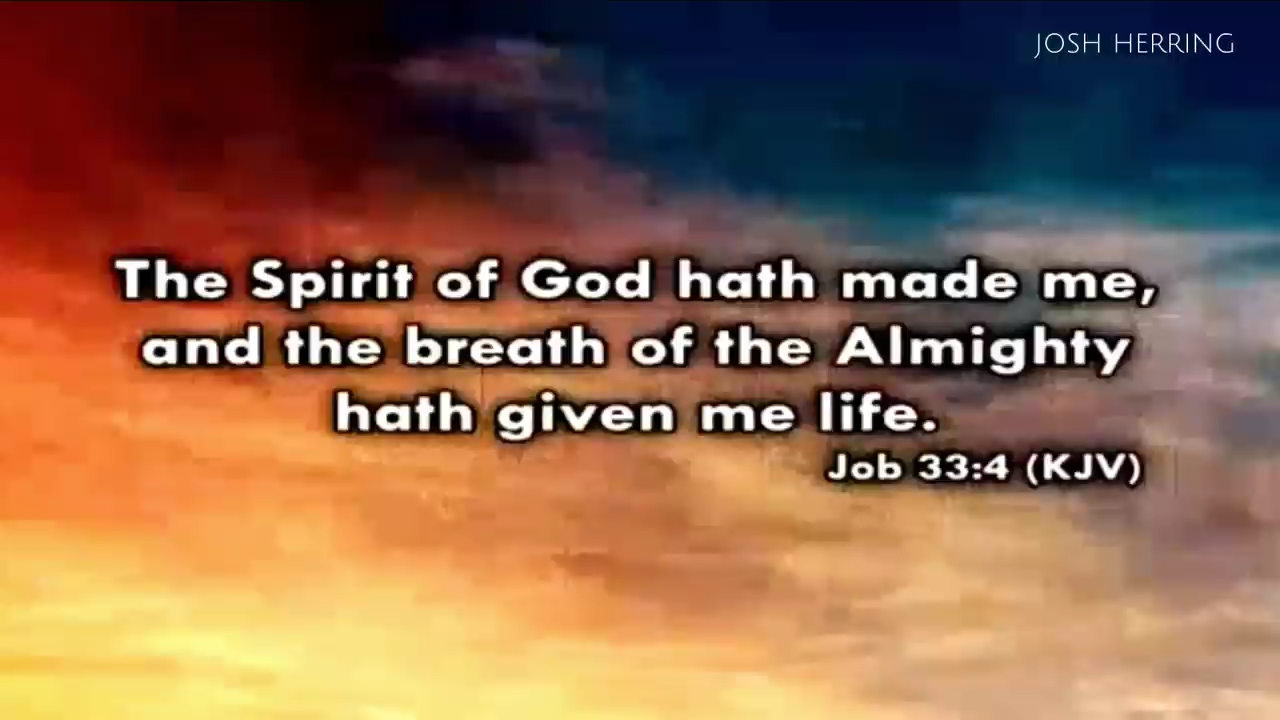 JOSH HERRING
The Spirit of God hath made me,
and the breath of the Almighty
hath given me life.
Job 33:4 (KJV)